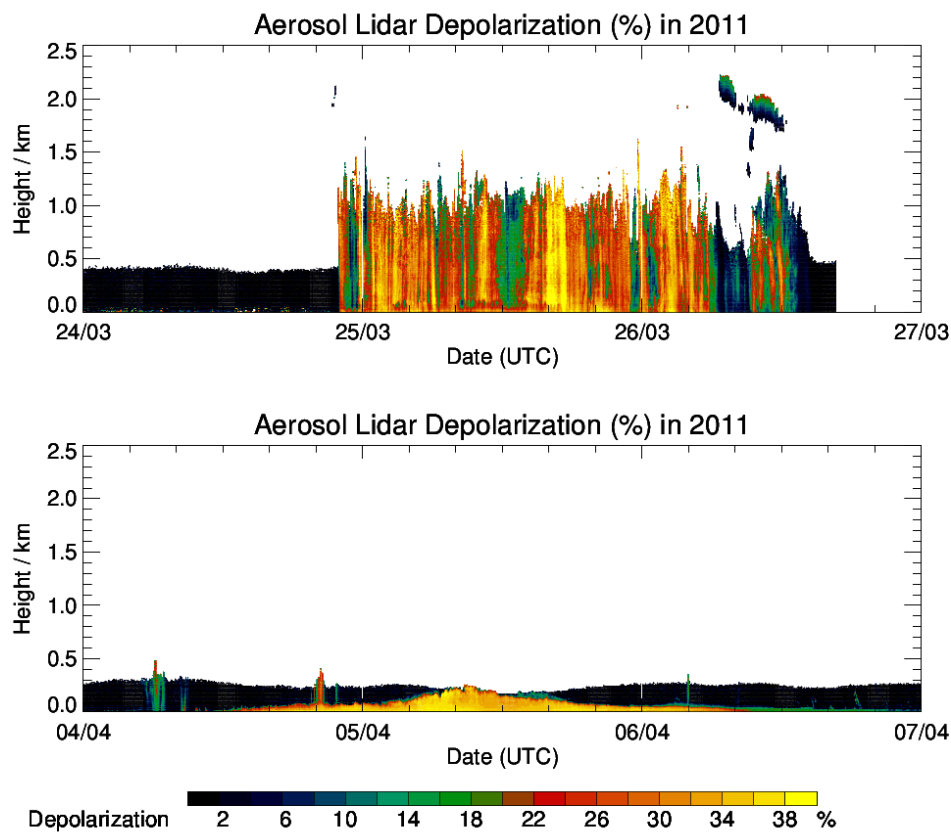 Aerosol Lidar Depolarization (%) in 2011
2.5
2.0
1.5
1.0
0.5
0.0
Height / km
24/03 25/03 26/03 27/03
Date (UTC)
Aerosol Lidar Depolarization (%) in 2011
2.5
2.0
1.5
1.0
0.5
0.0
Height / km
04/04 05/04 06/04 07/04
Date (UTC)
Depolarization 2 6 10 14 18 22 26 30 34 38 %